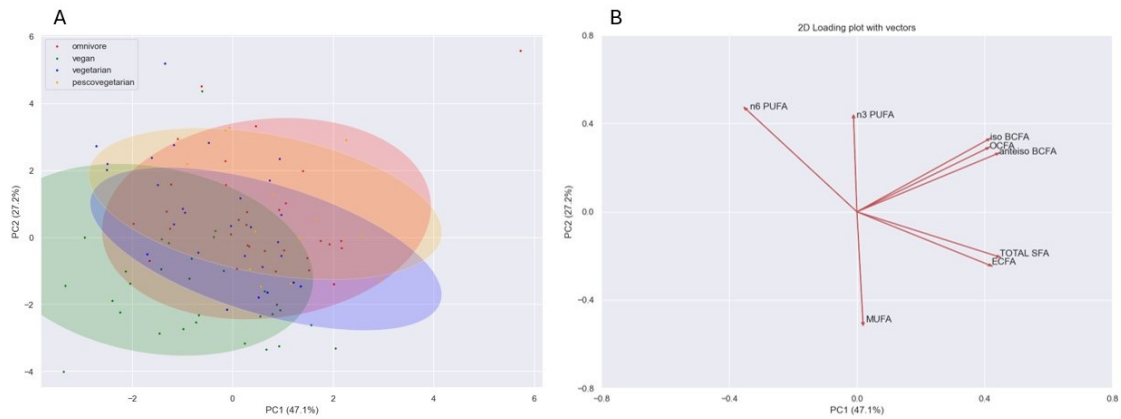 A
B
2D Loading plot with vectors
omnivore
vegan
vegetarian
pescovegetarian
6
4
2
0
−2
−4
PC2 (27.2%)
−2
0
2
4
6
PC1 (47.1%)
0.8
0.4
0.0
−0.4
−0.8
PC2 (27.2%)
n6 PUFA
n3 PUFA
iso BCFA
OCFA
anteiso BCFA
TOTAL SFA
ECFA
MUFA
−0.8
−0.4
0.0
0.4
0.8
PC1 (47.1%)